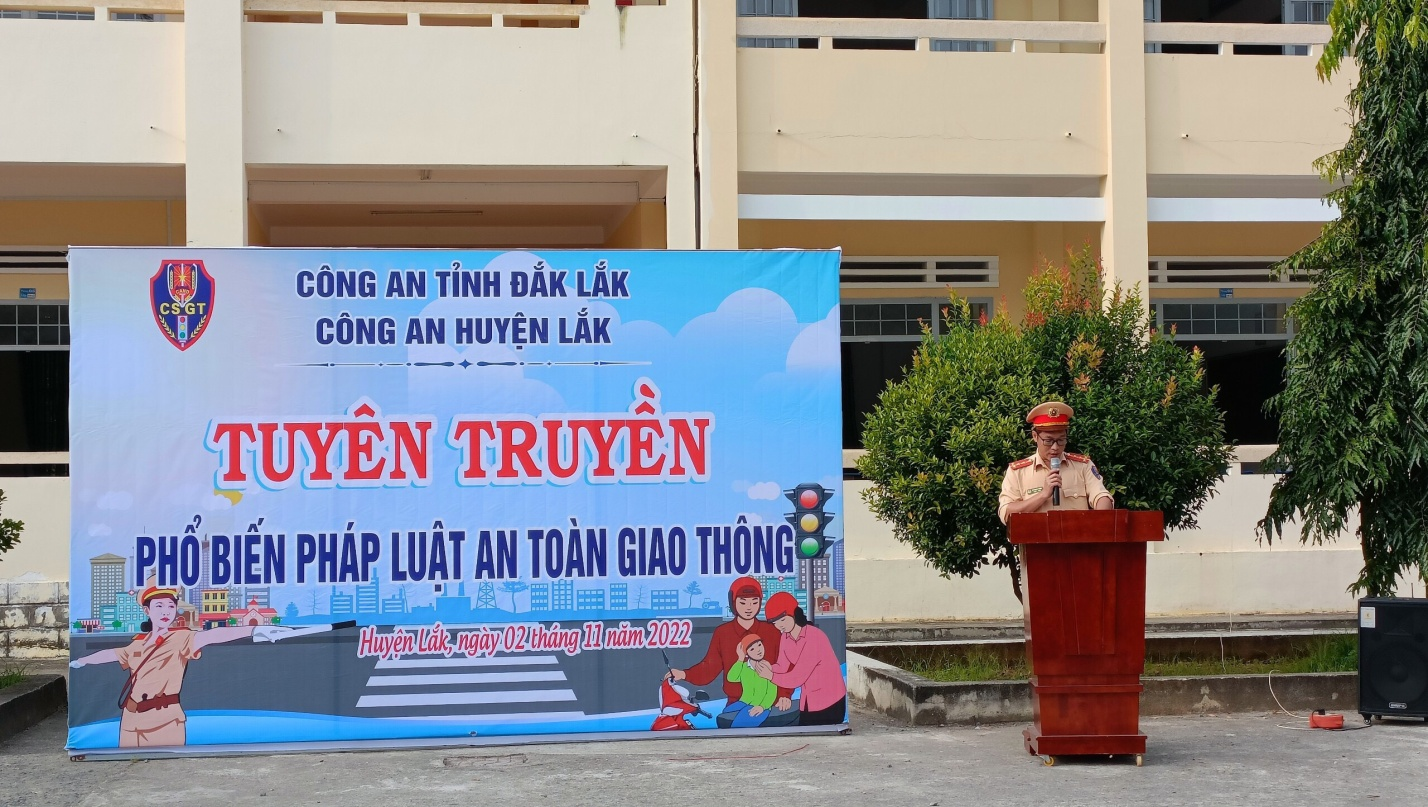 CSGT
CÔNG AN TỈNH ĐẮK LẮK
CÔNG AN HUYỆN LẮK
TUYÊN TRUYỀN
PHỔ BIẾN PHÁP LUẬT AN TOÀN GIAO THÔNG
Huyện Lắk, ngày 02 tháng 11 năm 2022